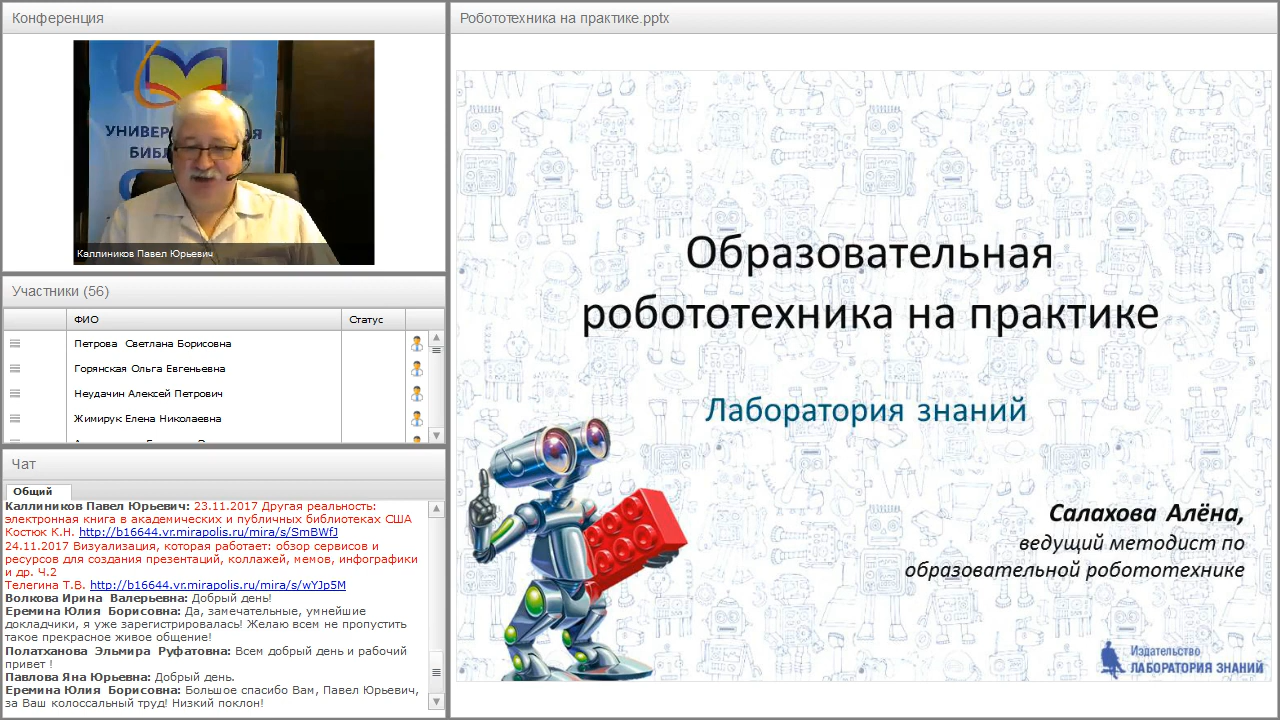 Конференция
УНИВЕР
АЯ
БИБЛ
Каллиников Павел Юрьевич
Участники (56)
ФИО
Статус
Петрова Светлана Борисовна
Горянская Ольга Евгеньевна
Неудачин Алексей Петрович
Жимирук Елена Николаевна
Чат
Общий
Каллиников Павел Юрьевич: 23.11.2017 Другая реальность:
электронная книга в академических и публичных библиотеках США
Костюк К.Н. http://b16644.vr.mirapolis.ru/mira/s/SmBWfJ
24.11.2017 Визуализация, которая работает: обзор сервисов и
ресурсов для создания презентаций, коллажей, мемов, инфографики
и др. Ч.2
Телегина Т.В. http://b16644.vr.mirapolis.ru/mira/s/wYJp5M
Волкова Ирина Валерьевна: Добрый день!
Еремина Юлия Борисовна: Да, замечательные, умнейшие
докладчики, я уже зарегистрировалась! Желаю всем не пропустить
такое прекрасное живое общение!
Полатханова Эльмира Руфатовна: Всем добрый день и рабочий
привет !
Павлова Яна Юрьевна: Добрый день.
Еремина Юлия Борисовна: Большое спасибо Вам, Павел Юрьевич,
за Ваш колоссальный труд! Низкий поклон!
Робототехника на практике.pptx
Образовательная
робототехника на практике
Лаборатория знаний
Салахова Алёна,
ведущий методист по
образовательной робототехнике
Издательство
ЛАБОРАТОРИЯ ЗНАНИЙ